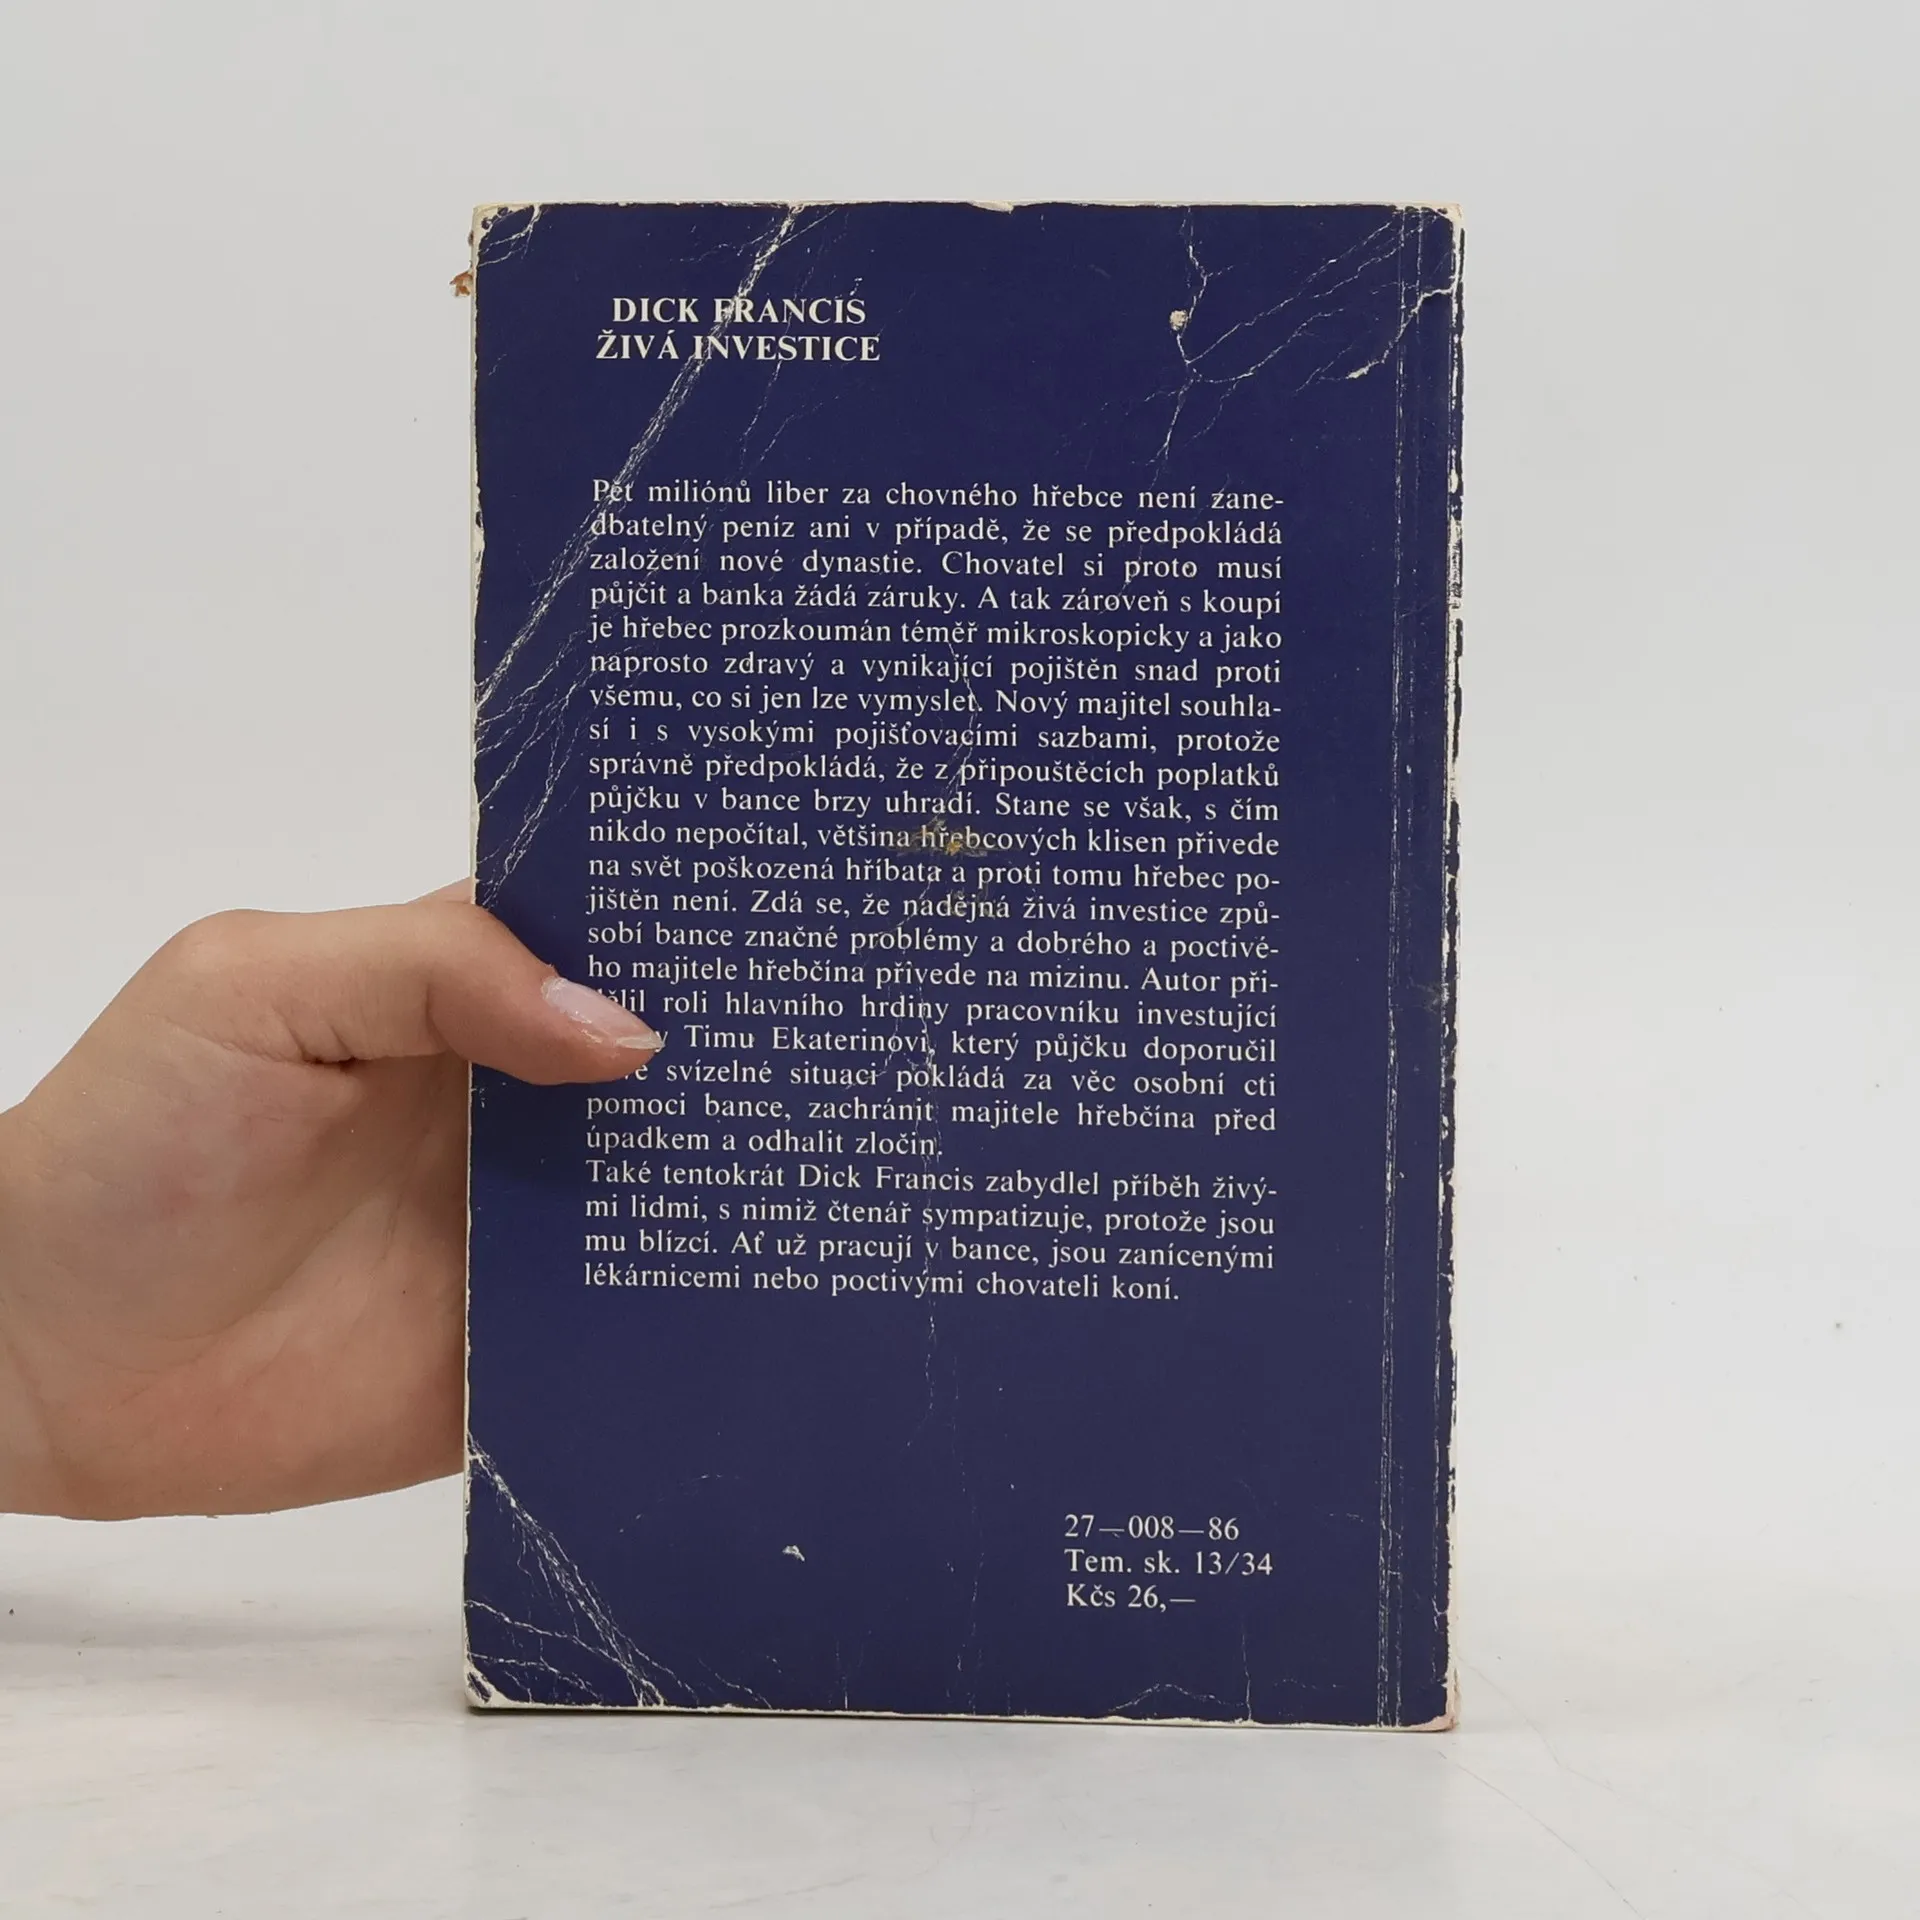 DICK FRANCIS
ŽIVÁ INVESTICE
Pět miliónů liber za chovného hřebce není zane-
dbatelný peníz ani v případě, že se předpokládá
založení nové dynastie. Chovatel si proto musí
půjčit a banka žádá záruky. A tak zároveň s koupí
je hřebec prozkoumán téměř mikroskopicky a jako
naprosto zdravý a vynikající pojištěn snad proti
všemu, co si jen lze vymyslet. Nový majitel souhla-
sí i s vysokými pojišťovacími sazbami, protože
správně předpokládá, že z připouštěcích poplatků
půjčku v bance brzy uhradí. Stane se však, s čím
nikdo nepočítal, většina hřebcových klisen přivede
na svět poškozená hříbata a proti tomu hřebec po-
jištěn není. Zdá se, že nadějná živá investice způ-
sobí bance značné problémy a dobrého a poctivé-
ho majitele hřebčína přivede na mizinu. Autor při-
dělil roli hlavního hrdiny pracovníku investující
Timu Ekaterinovi, který půjčku doporučil
svízelné situaci pokládá za věc osobní cti
pomoci bance, zachránit majitele hřebčína před
úpadkem a odhalit zločin.
Také tentokrát Dick Francis zabydlel příběh živý-
mi lidmi, s nimiž čtenář sympatizuje, protože jsou
mu blízcí. Ať už pracují v bance, jsou zanícenými
lékárnicemi nebo poctivými chovateli koní.
27—008—86
Tem. sk. 13/34
Kčs 26,—